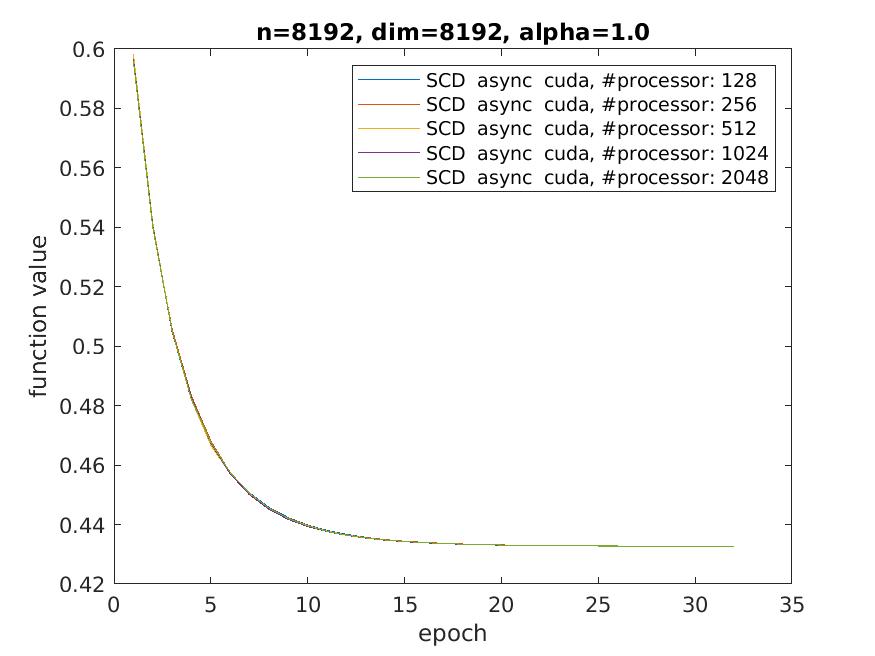 n=8192, dim=8192, alpha=1.0
SCD async cuda, #processor: 128
SCD async cuda, #processor: 256
SCD async cuda, #processor: 512
SCD async cuda, #processor: 1024
SCD async cuda, #processor: 2048
function value
0.6
0.58
0.56
0.54
0.52
0.5
0.48
0.46
0.44
0.42
0 5 10 15 20 25 30 35
epoch